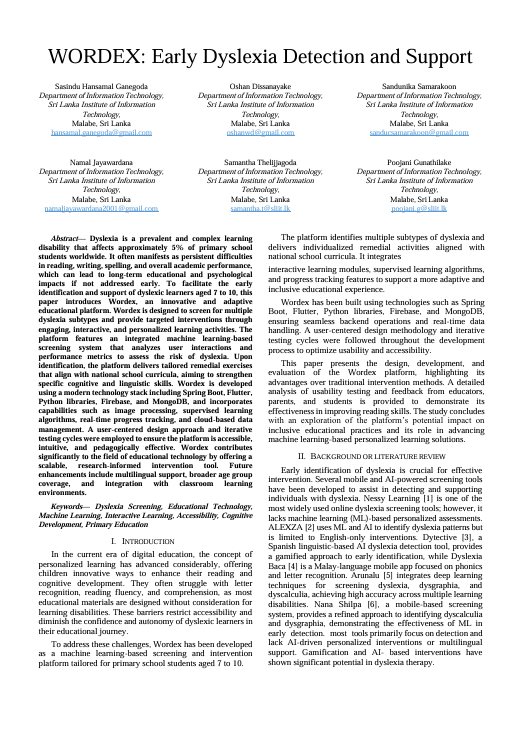 WORDEX: Early Dyslexia Detection and Support
Sasindu Hansamal Ganegoda
Department of Information Technology,
Sri Lanka Institute of Information
Technology,
Malabe, Sri Lanka
hansamal.ganegoda@gmail.com
Oshan Dissanayake
Department of Information Technology,
Sri Lanka Institute of Information
Technology,
Malabe, Sri Lanka
oshanwd@gmail.com
Sandunika Samarakoon
Department of Information Technology,
Sri Lanka Institute of Information
Technology,
Malabe, Sri Lanka
sanducsamarakoon@gmail.com
Namal Jayawardana
Department of Information Technology,
Sri Lanka Institute of Information
Technology,
Malabe, Sri Lanka
namaljayawardana2001@gmail.com
Samantha Thelijjagoda
Department of Information Technology,
Sri Lanka Institute of Information
Technology,
Malabe, Sri Lanka
samantha.t@sliit.lk
Poojani Gunathilake
Department of Information Technology,
Sri Lanka Institute of Information
Technology,
Malabe, Sri Lanka
poojani.g@sliit.lk
Abstract— Dyslexia is a prevalent and complex learning
disability that affects approximately 5% of primary school
students worldwide. It often manifests as persistent difficulties
in reading, writing, spelling, and overall academic performance,
which can lead to long-term educational and psychological
impacts if not addressed early. To facilitate the early
identification and support of dyslexic learners aged 7 to 10, this
paper introduces Wordex, an innovative and adaptive
educational platform. Wordex is designed to screen for multiple
dyslexia subtypes and provide targeted interventions through
engaging, interactive, and personalized learning activities. The
platform features an integrated machine learning-based
screening system that analyzes user interactions and
performance metrics to assess the risk of dyslexia. Upon
identification, the platform delivers tailored remedial exercises
that align with national school curricula, aiming to strengthen
specific cognitive and linguistic skills. Wordex is developed
using a modern technology stack including Spring Boot, Flutter,
Python libraries, Firebase, and MongoDB, and incorporates
capabilities such as image processing, supervised learning
algorithms, real-time progress tracking, and cloud-based data
management. A user-centered design approach and iterative
testing cycles were employed to ensure the platform is accessible,
intuitive, and pedagogically effective. Wordex contributes
significantly to the field of educational technology by offering a
scalable, research-informed intervention tool. Future
enhancements include multilingual support, broader age group
coverage, and integration with classroom learning
environments.
Keywords— Dyslexia Screening, Educational Technology,
Machine Learning, Interactive Learning, Accessibility, Cognitive
Development, Primary Education
I. INTRODUCTION
In the current era of digital education, the concept of
personalized learning has advanced considerably, offering
children innovative ways to enhance their reading and
cognitive development. They often struggle with letter
recognition, reading fluency, and comprehension, as most
educational materials are designed without consideration for
learning disabilities. These barriers restrict accessibility and
diminish the confidence and autonomy of dyslexic learners in
their educational journey.
To address these challenges, Wordex has been developed
as a machine learning-based screening and intervention
platform tailored for primary school students aged 7 to 10.
The platform identifies multiple subtypes of dyslexia and
delivers individualized remedial activities aligned with
national school curricula. It integrates
interactive learning modules, supervised learning algorithms,
and progress tracking features to support a more adaptive and
inclusive educational experience.
Wordex has been built using technologies such as Spring
Boot, Flutter, Python libraries, Firebase, and MongoDB,
ensuring seamless backend operations and real-time data
handling. A user-centered design methodology and iterative
testing cycles were followed throughout the development
process to optimize usability and accessibility.
This paper presents the design, development, and
evaluation of the Wordex platform, highlighting its
advantages over traditional intervention methods. A detailed
analysis of usability testing and feedback from educators,
parents, and students is provided to demonstrate its
effectiveness in improving reading skills. The study concludes
with an exploration of the platform's potential impact on
inclusive educational practices and its role in advancing
machine learning-based personalized learning solutions.
II. BACKGROUND OR LITERATURE REVIEW
Early identification of dyslexia is crucial for effective
intervention. Several mobile and AI-powered screening tools
have been developed to assist in detecting and supporting
individuals with dyslexia. Nessy Learning [1] is one of the
most widely used online dyslexia screening tools; however, it
lacks machine learning (ML)-based personalized assessments.
ALEXZA [2] uses ML and AI to identify dyslexia patterns but
is limited to English-only interventions. Dytective [3], a
Spanish linguistic-based AI dyslexia detection tool, provides
a gamified approach to early intervention, while Dyslexia
Baca [4] is a Malay-language mobile app focused on phonics
and letter recognition. Arunalu [5] integrates deep learning
techniques for screening dyslexia, dysgraphia, and
dyscalculia, achieving high accuracy across multiple learning
disabilities. Nana Shilpa [6], a mobile-based screening
system, provides a refined approach to identifying dyscalculia
and dysgraphia, demonstrating the effectiveness of ML in
early detection. most tools primarily focus on detection and
lack AI-driven personalized interventions or multilingual
support. Gamification and AI- based interventions have
shown significant potential in dyslexia therapy.